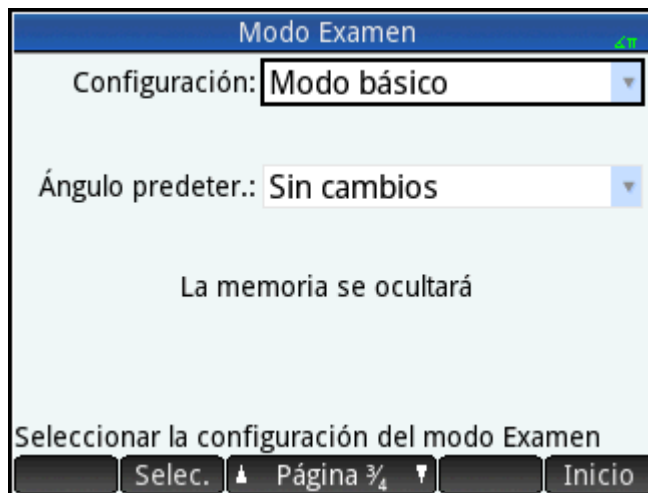 Modo Examen
∡π
Configuración: Modo básico
Ángulo predeter.: Sin cambios
La memoria se ocultará
Seleccionar la configuración del modo Examen
Selec. Página ¾ Inicio